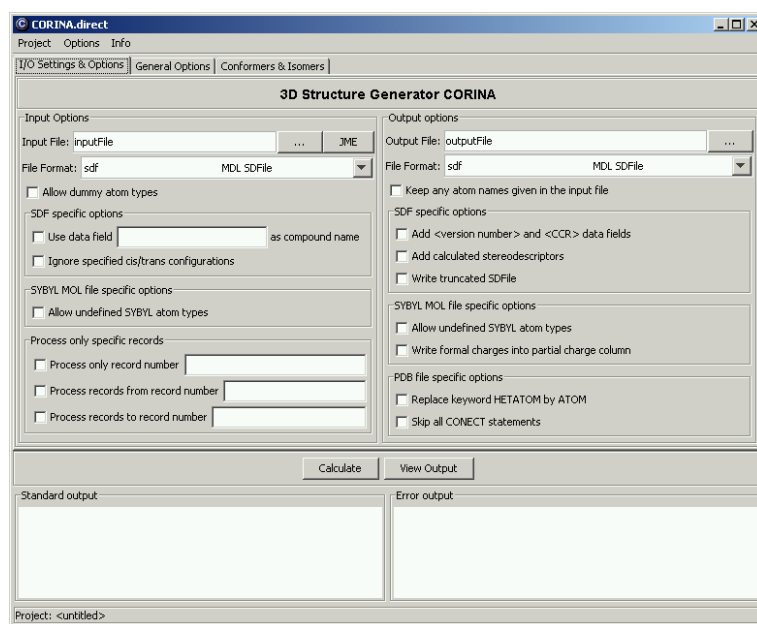 CORINA.direct
Project Options Info
I/O Settings & Options General Options Conformers & Isomers
3D Structure Generator CORINA
Input Options
Input File: inputFile ... JME
File Format: sdf MDL SDFile
Allow dummy atom types
SDF specific options
Use data field as compound name
Ignore specified cis/trans configurations
SYBYL MOL file specific options
Allow undefined SYBYL atom types
Process only specific records
Process only record number
Process records from record number
Process records to record number
Output options
Output File: outputFile ...
File Format: sdf MDL SDFile
Keep any atom names given in the input file
SDF specific options
Add <version number> and <CCR> data fields
Add calculated stereodescriptors
Write truncated SDFile
SYBYL MOL file specific options
Allow undefined SYBYL atom types
Write formal charges into partial charge column
PDB file specific options
Replace keyword HETATOM by ATOM
Skip all CONECT statements
Calculate View Output
Standard output
Error output
Project: <untitled>